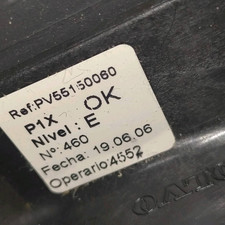 Ref:PV55150060
P1X OK
Nivel: E
Nº:460
Fecha: 19.06.06
Operario:4552